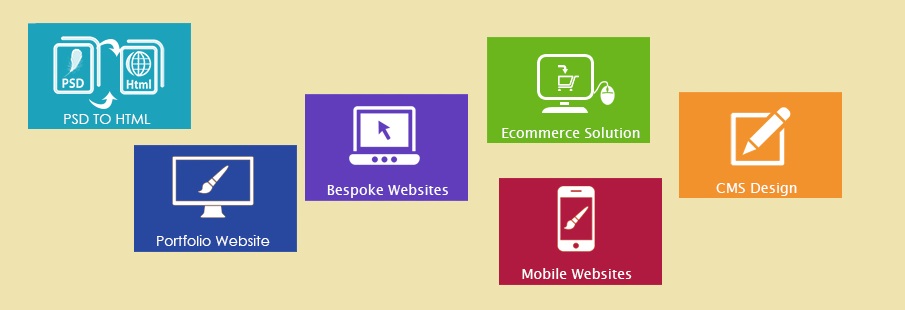 PSD
Html
PSD TO HTML
Portfolio Website
Bespoke Websites
Ecommerce Solution
Mobile Websites
CMS Design